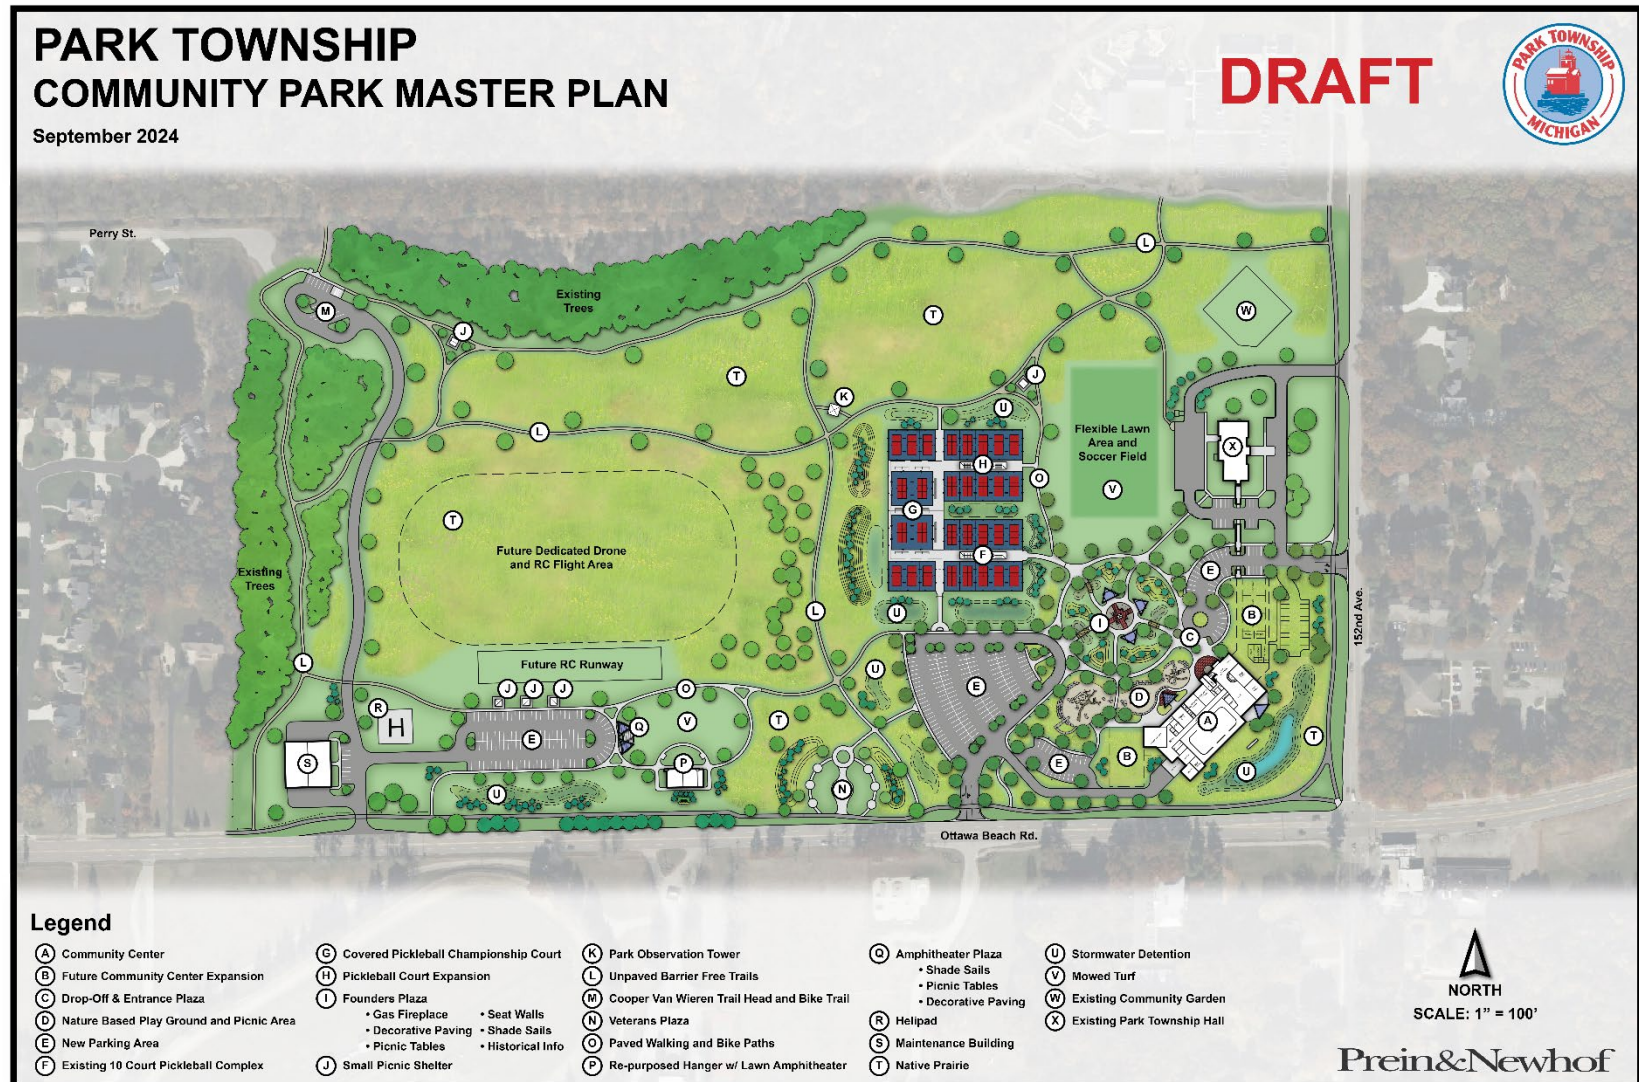 PARK TOWNSHIP
COMMUNITY PARK MASTER PLAN
September 2024
DRAFT
PARK TOWNSHIP
MICHIGAN
Perry St.
L
M
Existing
Trees
W
J
T
T
J
K
U
L
Flexible Lawn
Area and
Soccer Field
X
H
O
V
G
T
Future Dedicated Drone
and RC Flight Area
F
E
Existing
Trees
L
U
I
B
C
152nd Ave.
L
Future RC Runway
U
J
J
J
O
E
D
R
H
Q
V
T
A
E
S
P
E
B
U
T
U
N
Ottawa Beach Rd.
Legend
A Community Center
B Future Community Center Expansion
C Drop-Off & Entrance Plaza
D Nature Based Play Ground and Picnic Area
E New Parking Area
F Existing 10 Court Pickleball Complex
G Covered Pickleball Championship Court
H Pickleball Court Expansion
I Founders Plaza
• Gas Fireplace
• Decorative Paving
• Picnic Tables
• Seat Walls
• Shade Sails
• Historical Info
J Small Picnic Shelter
K Park Observation Tower
L Unpaved Barrier Free Trails
M Cooper Van Wieren Trail Head and Bike Trail
N Veterans Plaza
O Paved Walking and Bike Paths
P Re-purposed Hanger w/ Lawn Amphitheater
Q Amphitheater Plaza
• Shade Sails
• Picnic Tables
• Decorative Paving
R Helipad
S Maintenance Building
T Native Prairie
U Stormwater Detention
V Mowed Turf
W Existing Community Garden
X Existing Park Township Hall
NORTH
SCALE: 1” = 100’
Prein&Newhof